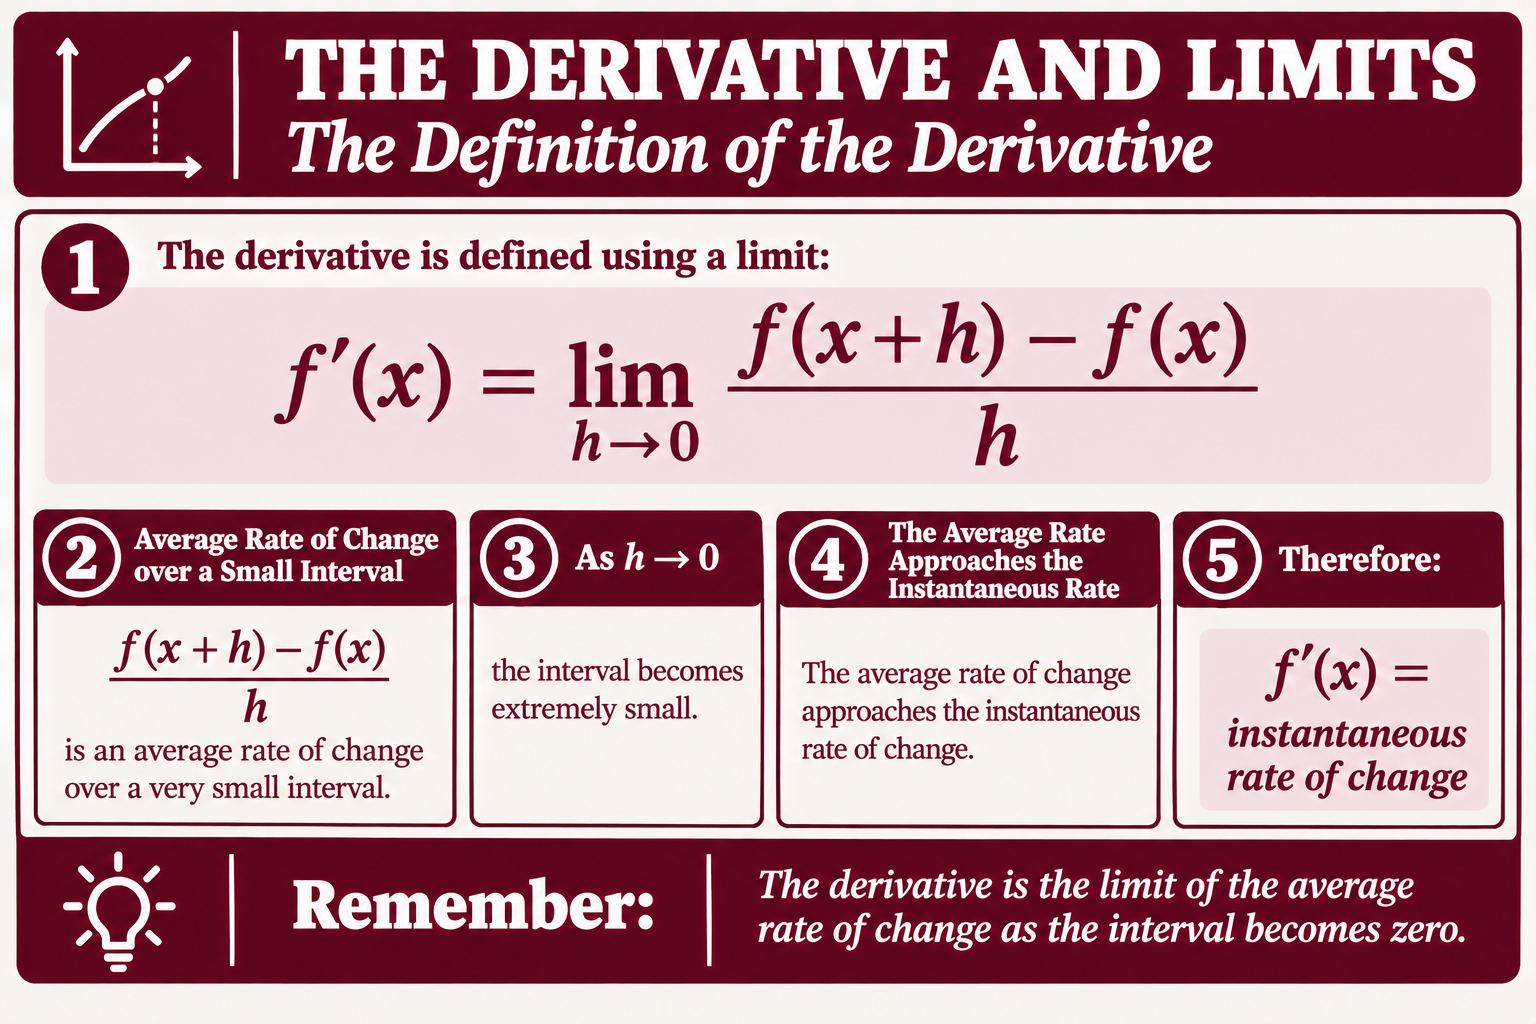 THE DERIVATIVE AND LIMITS
The Definition of the Derivative
1
The derivative is defined using a limit:
f′(x) = lim h→0 f(x+h) − f(x) / h
2
Average Rate of Change
over a Small Interval
f(x + h) − f(x) / h
is an average rate of change
over a very small interval.
3
As h → 0
the interval becomes
extremely small.
4
The Average Rate
Approaches the
Instantaneous Rate
The average rate of change
approaches the instantaneous
rate of change.
5
Therefore:
f′(x) =
instantaneous
rate of change
Remember:
The derivative is the limit of the average
rate of change as the interval becomes zero.